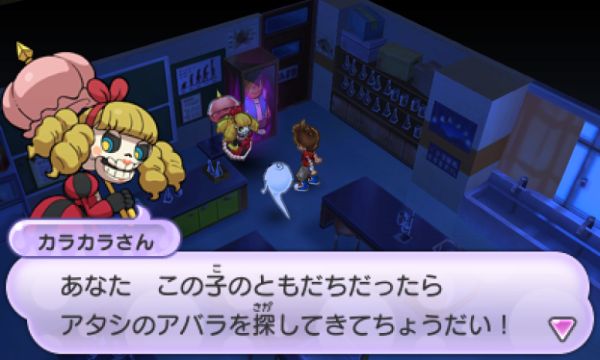 カラカラさん
あなた　この子のともだちだったら
アタシのアバラを探してきてちょうだい！